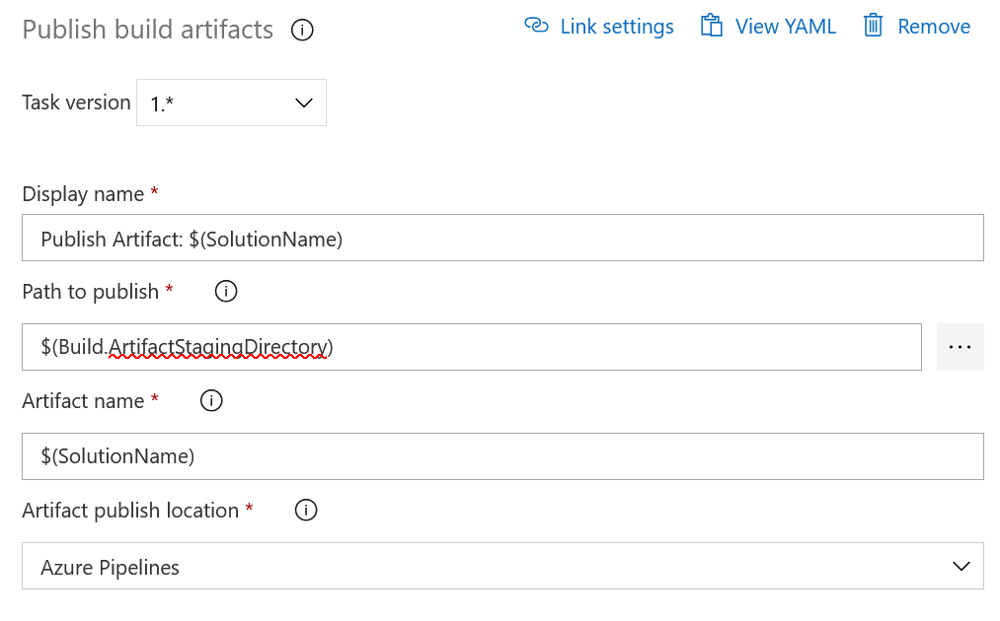 Publish build artifacts Link settings View YAML Remove
Task version 1.*
Display name *
Publish Artifact: $(SolutionName)
Path to publish *
$(Build.ArtifactStagingDirectory)
Artifact name *
$(SolutionName)
Artifact publish location *
Azure Pipelines